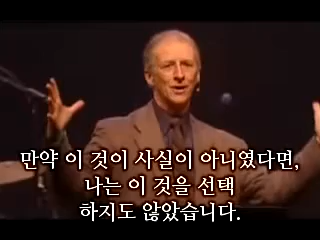 만약 이 것이 사실이 아니였다면,
나는 이 것을 선택
하지도 않았습니다.